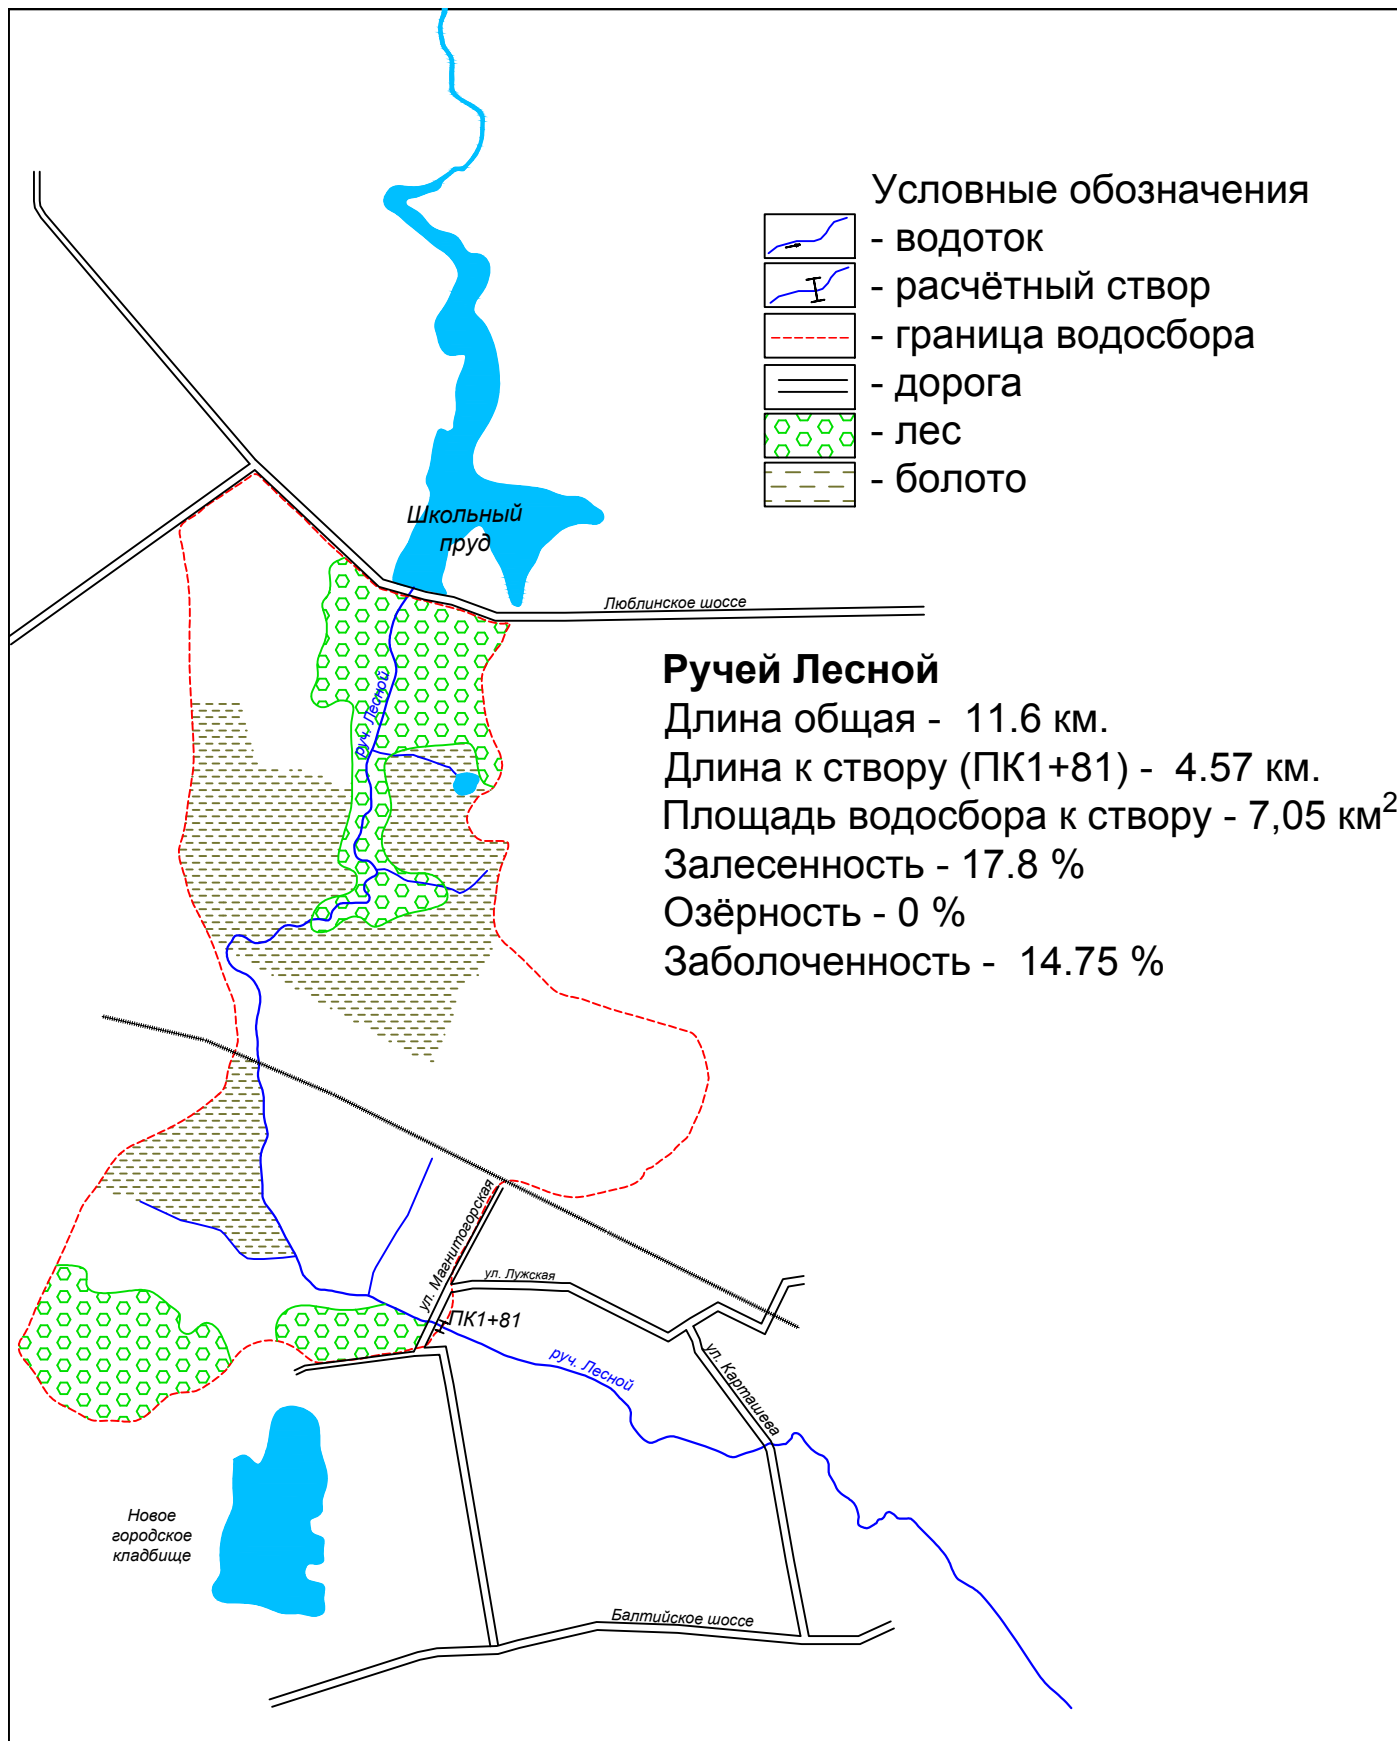 Условные обозначения
- водоток
- расчётный створ
- граница водосбора
- дорога
- лес
- болото
Школьный
пруд
Люблинское шоссе
Ручей Лесной
Длина общая - 11.6 км.
Длина к створу (ПК1+81) - 4.57 км.
Площадь водосбора к створу - 7,05 км²
Залесенность - 17.8 %
Озёрность - 0 %
Заболоченность - 14.75 %
руч. Лесной
ул. Магнитогорская
ул. Лужская
ПК1+81
руч. Лесной
ул. Карташева
Новое
городское
кладбище
Балтийское шоссе